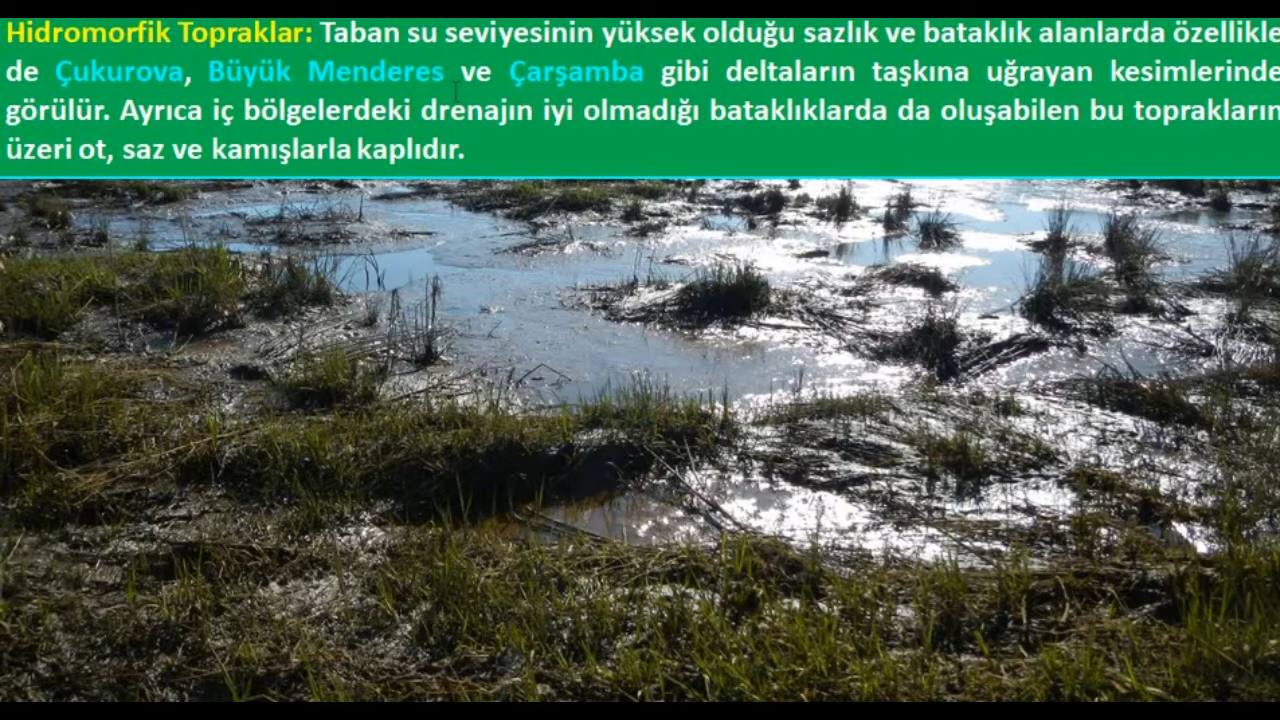 Hidromorfik Topraklar: Taban su seviyesinin yüksek olduğu sazlık ve bataklık alanlarda özellikle
de Çukurova, Büyük Menderes ve Çarşamba gibi deltaların taşkına uğrayan kesimlerinde
görülür. Ayrıca iç bölgelerdeki drenajın iyi olmadığı bataklıklarda da oluşabilen bu toprakların
üzeri ot, saz ve kamışlarla kaplıdır.